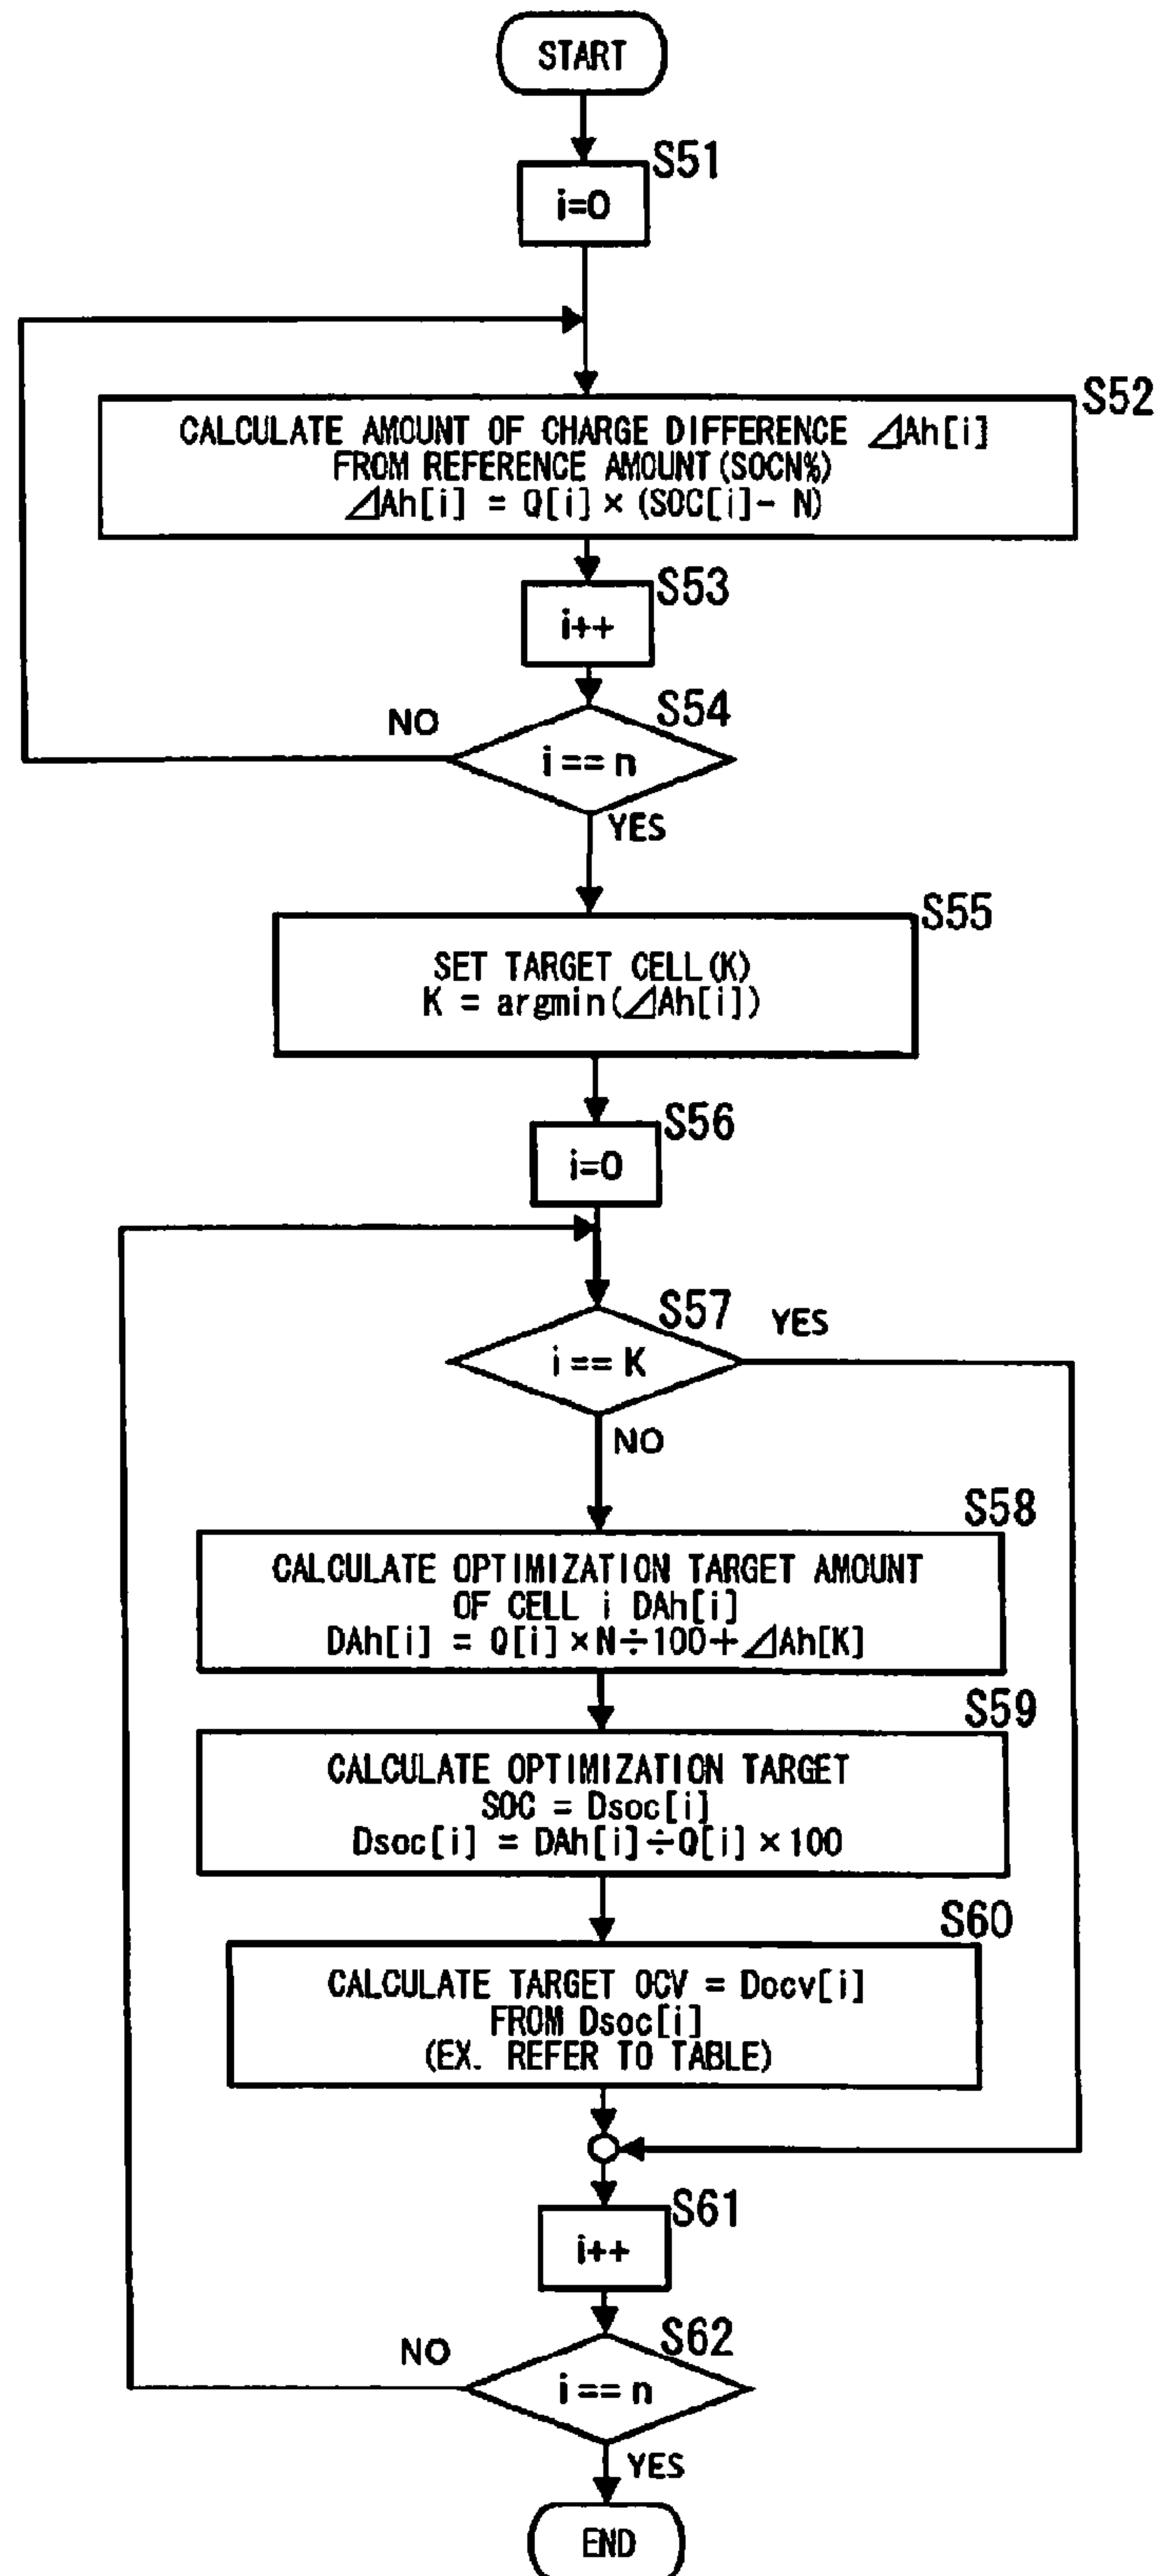 START
S51
i=0
S52
CALCULATE AMOUNT OF CHARGE DIFFERENCE ⊿Ah[i]
FROM REFERENCE AMOUNT(SOCN%)
⊿Ah[i] = Q[i]×(SOC[i]- N)
S53
i++
S54
NO
i == n
YES
S55
SET TARGET CELL(K)
K = argmin(⊿Ah[i])
S56
i=0
S57
YES
i == K
NO
S58
CALCULATE OPTIMIZATION TARGET AMOUNT
OF CELL i DAh[i]
DAh[i] = Q[i]×N÷100+⊿Ah[K]
S59
CALCULATE OPTIMIZATION TARGET
SOC = Dsoc[i]
Dsoc[i] = DAh[i]÷Q[i]×100
S60
CALCULATE TARGET OCV = Docv[i]
FROM Dsoc[i]
(EX. REFER TO TABLE)
S61
i++
S62
NO
i == n
YES
END